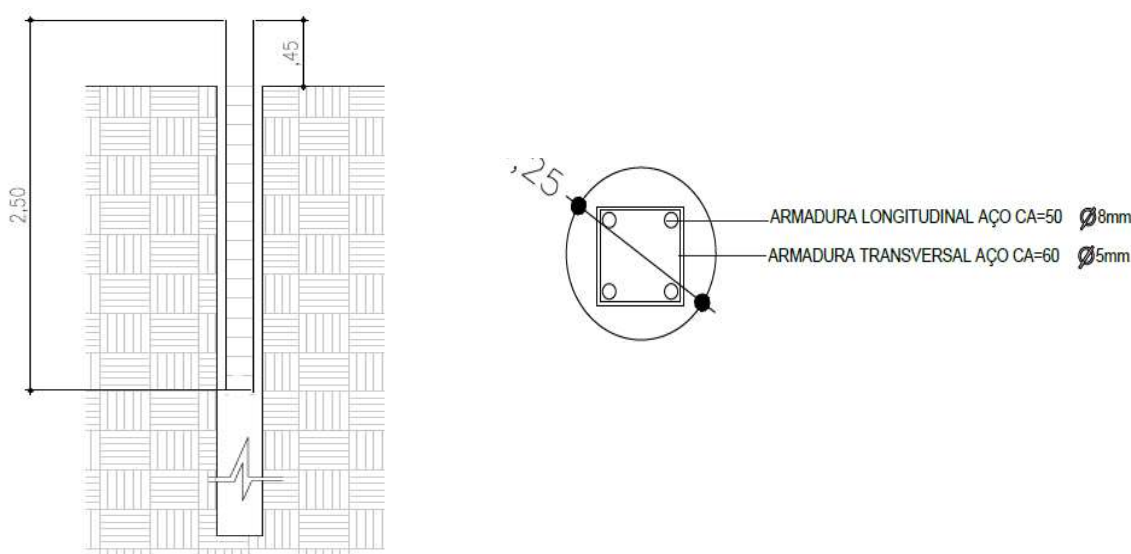 2,50
,45
,25
ARMADURA LONGITUDINAL AÇO CA=50 Ø8mm
ARMADURA TRANSVERSAL AÇO CA=60 Ø5mm